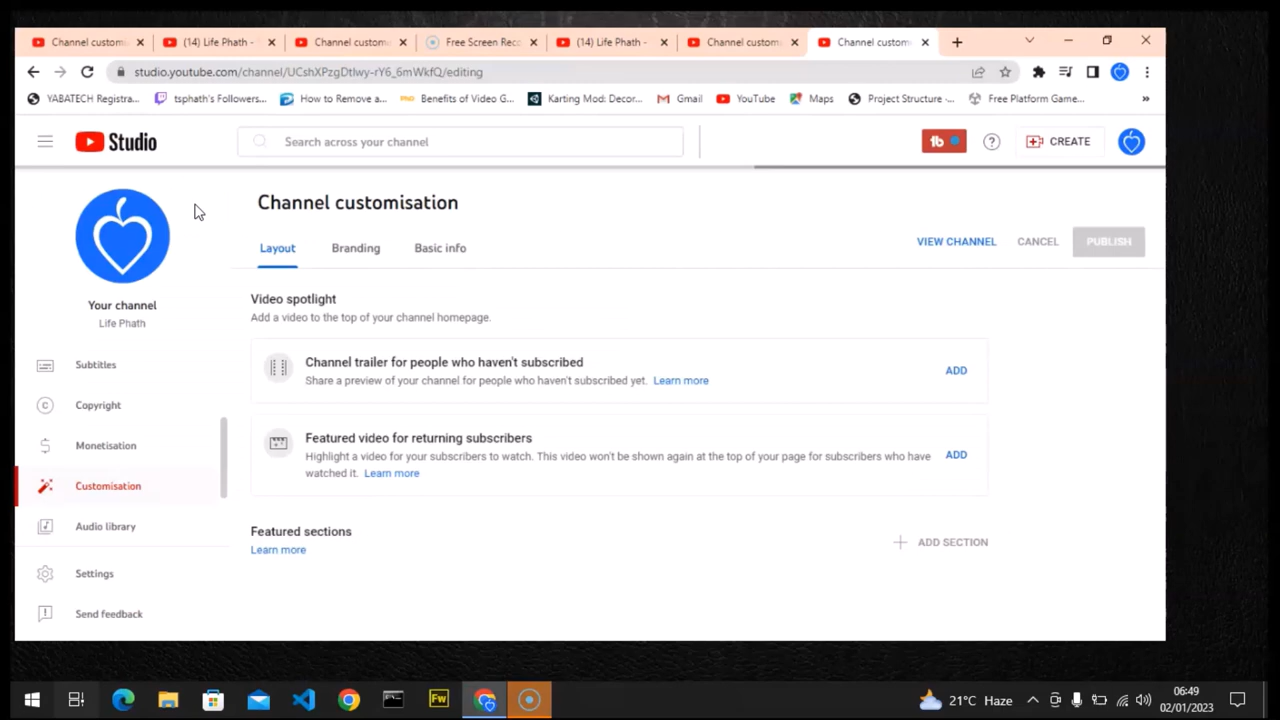 Channel custom
(14) Life Phath -
Channel custom
Free Screen Rec
(14) Life Phath -
Channel custom
Channel custom
studio.youtube.com/channel/UCshXPzgDtlwy-rY6_6mWkfQ/editing
YABATECH Registra...
tsphath's Followers...
How to Remove a...
Benefits of Video G...
Karting Mod: Decor...
Gmail
YouTube
Maps
Project Structure -...
Free Platform Game...
»
Studio
Search across your channel
1b
CREATE
Channel customisation
Layout
Branding
Basic info
VIEW CHANNEL
CANCEL
PUBLISH
Your channel
Life Phath
Subtitles
Copyright
Monetisation
Customisation
Audio library
Settings
Send feedback
Video spotlight
Add a video to the top of your channel homepage.
Channel trailer for people who haven't subscribed
Share a preview of your channel for people who haven't subscribed yet. Learn more
ADD
Featured video for returning subscribers
Highlight a video for your subscribers to watch. This video won't be shown again at the top of your page for subscribers who have
watched it. Learn more
ADD
Featured sections
Learn more
ADD SECTION
Fw
21°C Haze
06:49
02/01/2023